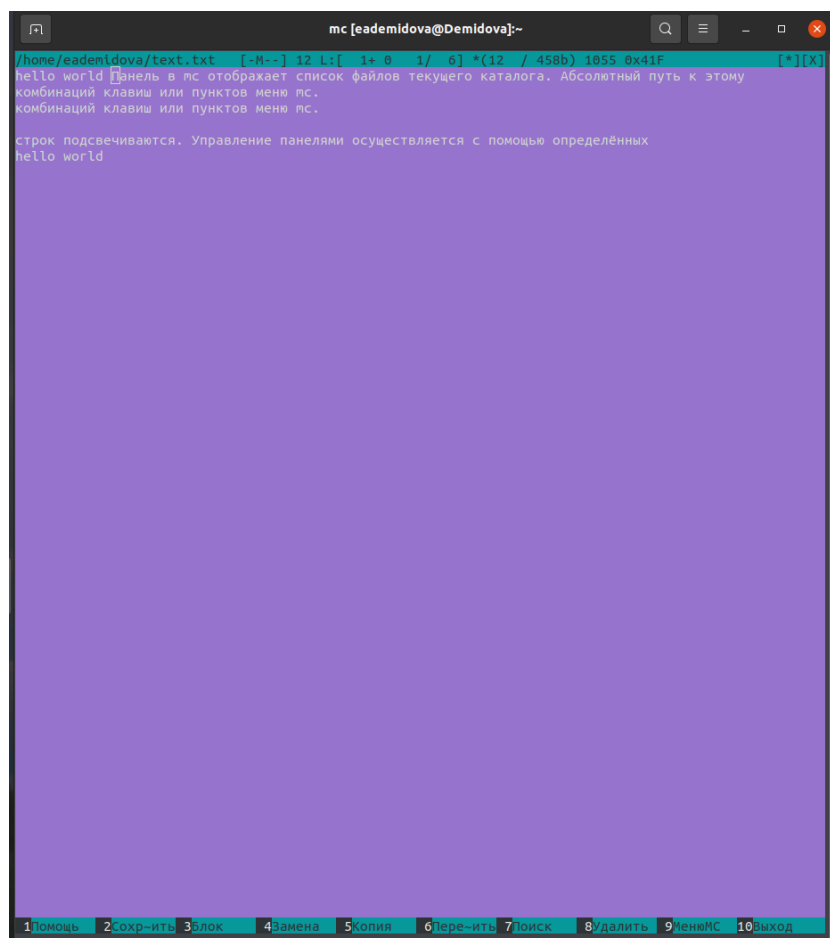 mc [eademidova@Demidova]:~
/home/eademidova/text.txt [-M--] 12 L:[ 1+ 0 1/ 6] *(12 / 458b) 1055 0x41F [*][X]
hello world Панель в mc отображает список файлов текущего каталога. Абсолютный путь к этому
комбинаций клавиш или пунктов меню mc.
комбинаций клавиш или пунктов меню mc.
строк подсвечиваются. Управление панелями осуществляется с помощью определённых
hello world
1Помощь 2Сохр~ить 3Блок 4Замена 5Копия 6Пере~ить 7Поиск 8Удалить 9МенюMC 10Выход